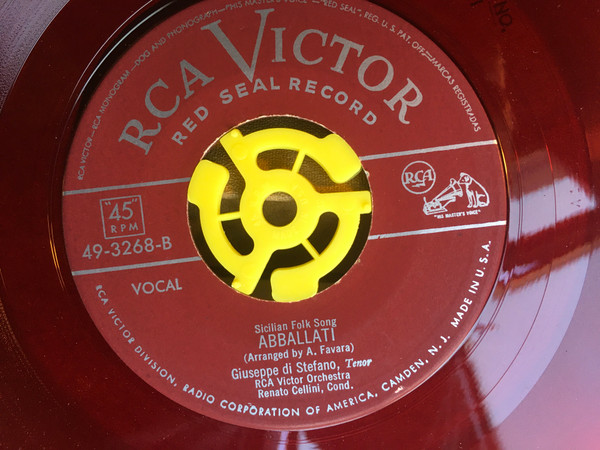 RCA VICTOR—RCA MONOGRAM—DOG AND PHONOGRAPH—"HIS MASTER'S VOICE"—"RED SEAL", REG. U. S. PAT. OFF.—MARCAS REGISTRADAS
RCA VICTOR
RED SEAL RECORD
RCA
"HIS MASTER'S VOICE"
"45"
RPM
49-3268-B
VOCAL
Sicilian Folk Song
ABBALLATI
(Arranged by A. Favara)
Giuseppe di Stefano, Tenor
RCA Victor Orchestra
Renato Cellini, Cond.
RCA VICTOR DIVISION, RADIO CORPORATION OF AMERICA, CAMDEN, N. J. MADE IN U.S.A.
NO.